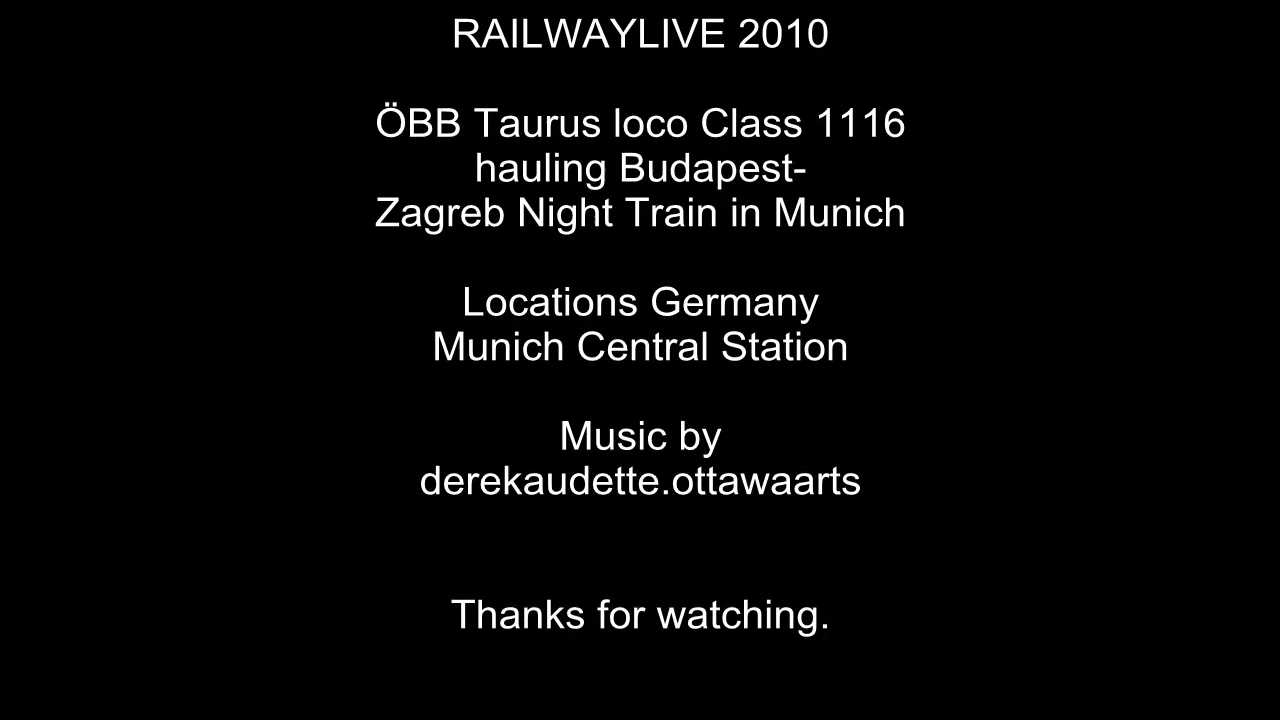 RAILWAYLIVE 2010
ÖBB Taurus loco Class 1116
hauling Budapest-
Zagreb Night Train in Munich
Locations Germany
Munich Central Station
Music by
derekaudette.ottawaarts
Thanks for watching.